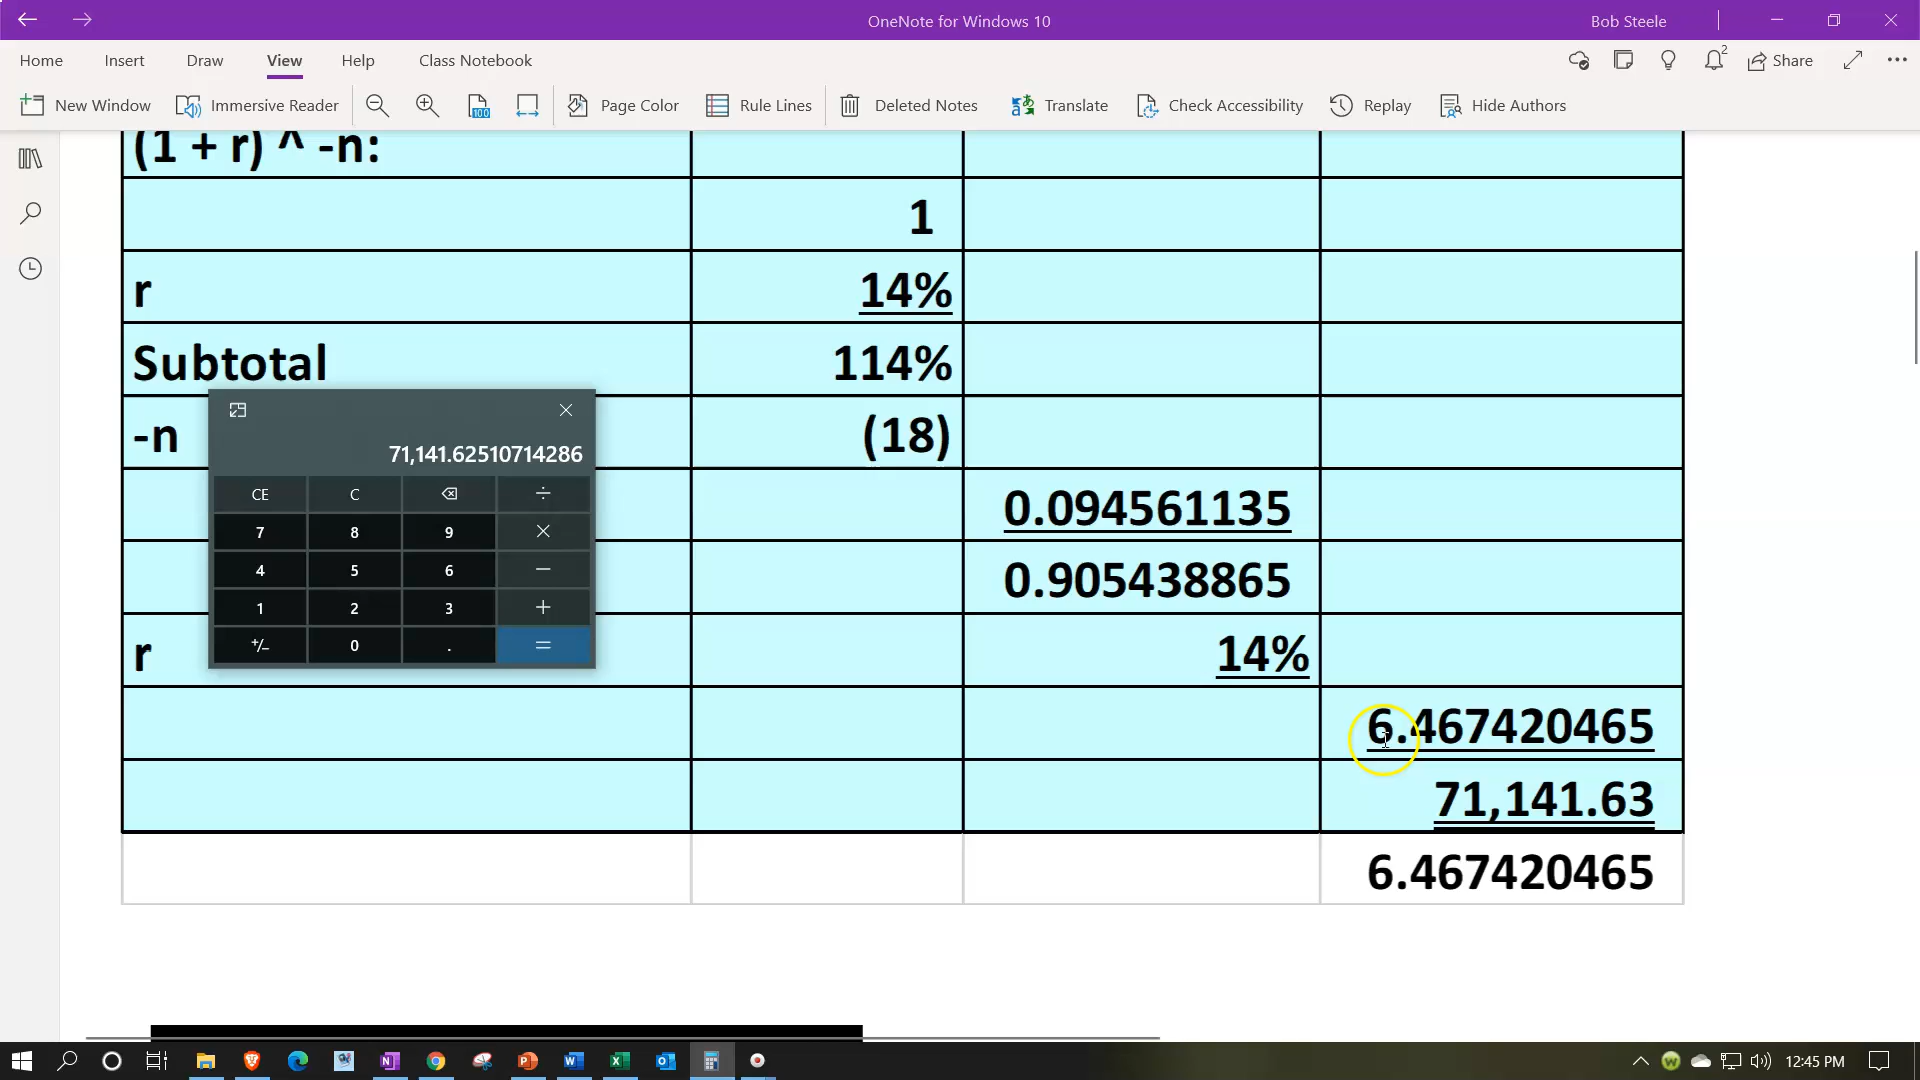 OneNote for Windows 10
Bob Steele
Home Insert Draw View Help Class Notebook
2
Share
New Window Immersive Reader 100 Page Color Rule Lines Deleted Notes Translate Check Accessibility Replay Hide Authors
(1 + r) ^ -n:
1
r 14%
Subtotal 114%
-n (18)
71,141.62510714286
CE C ÷
7 8 9 ×
4 5 6 −
1 2 3 +
+/− 0 . =
0.094561135
0.905438865
r 14%
6.467420465
71,141.63
6.467420465
12:45 PM